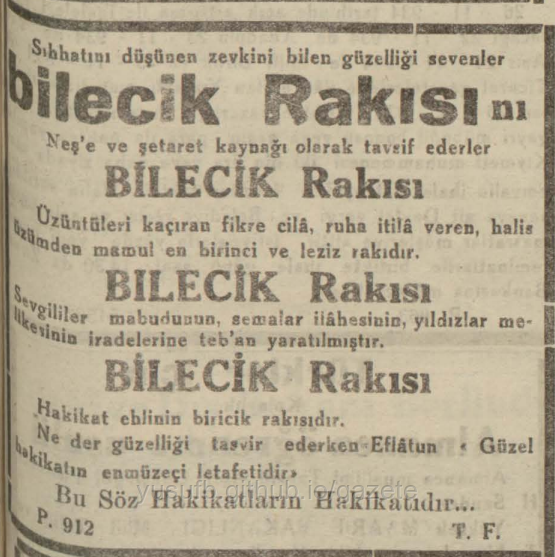 Sıhhatını düşünen zevkini bilen güzelliği sevenler
bilecik Rakısı nı
Neş'e ve şetaret kaynağı olarak tavsif ederler
BİLECİK Rakısı
Üzüntüleri kaçıran fikre cilâ, ruha itilâ veren, halis
üzümden mamul en birinci ve leziz rakıdır.
BILECİK Rakısı
Sevgililer mabudunun, semalar ilâhesinin, yıldızlar me-
likesinin iradelerine teb'an yaratılmıştır.
BİLECİK Rakısı
Hakikat ehlinin biricik rakısıdır.
Ne der güzelliği tasvir ederken Eflâtun « Güzel
hakikatın enmüzeçi letafetidir»
Bu Söz Hakikatların Hakikatıdır...
yusufb.github.io/gazete
P. 912 T. F.